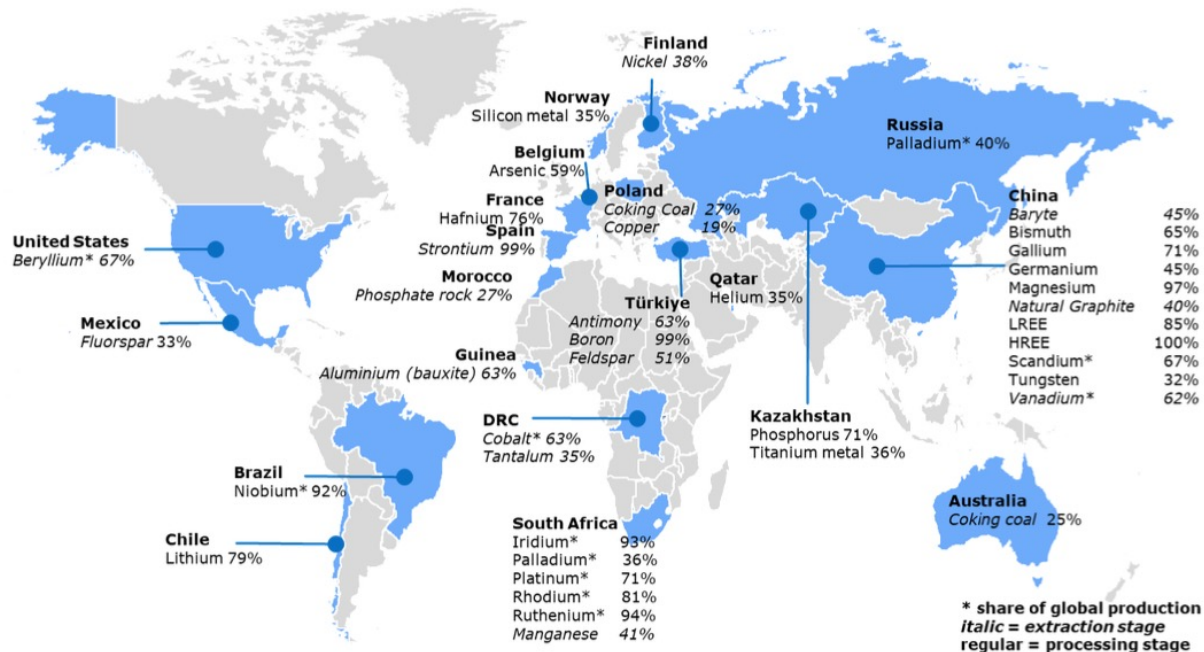 Finland
Nickel 38%
Norway
Silicon metal 35%
Belgium
Arsenic 59%
France
Hafnium 76%
Spain
Strontium 99%
Morocco
Phosphate rock 27%
Poland
Coking Coal 27%
Copper 19%
Russia
Palladium* 40%
United States
Beryllium* 67%
Mexico
Fluorspar 33%
Guinea
Aluminium (bauxite) 63%
Türkiye
Antimony 63%
Boron 99%
Feldspar 51%
Qatar
Helium 35%
China
Baryte 45%
Bismuth 65%
Gallium 71%
Germanium 45%
Magnesium 97%
Natural Graphite 40%
LREE 85%
HREE 100%
Scandium* 67%
Tungsten 32%
Vanadium* 62%
Kazakhstan
Phosphorus 71%
Titanium metal 36%
DRC
Cobalt* 63%
Tantalum 35%
Brazil
Niobium* 92%
Chile
Lithium 79%
South Africa
Iridium* 93%
Palladium* 36%
Platinum* 71%
Rhodium* 81%
Ruthenium* 94%
Manganese 41%
Australia
Coking coal 25%
* share of global production
italic = extraction stage
regular = processing stage